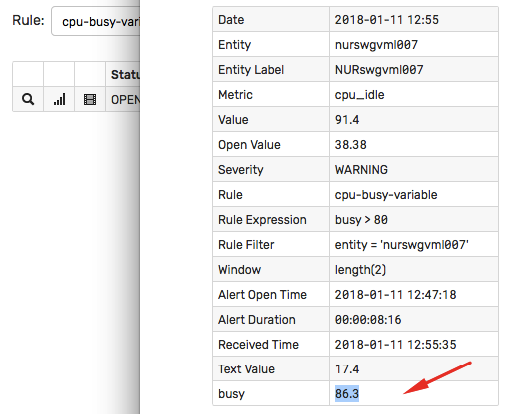 Rule: cpu-busy-vari
Statu
OPEN
Date 2018-01-11 12:55
Entity nurswgvml007
Entity Label NURswgvml007
Metric cpu_idle
Value 91.4
Open Value 38.38
Severity WARNING
Rule cpu-busy-variable
Rule Expression busy > 80
Rule Filter entity = 'nurswgvml007'
Window length(2)
Alert Open Time 2018-01-11 12:47:18
Alert Duration 00:00:08:16
Received Time 2018-01-11 12:55:35
Text Value 17.4
busy 86.3